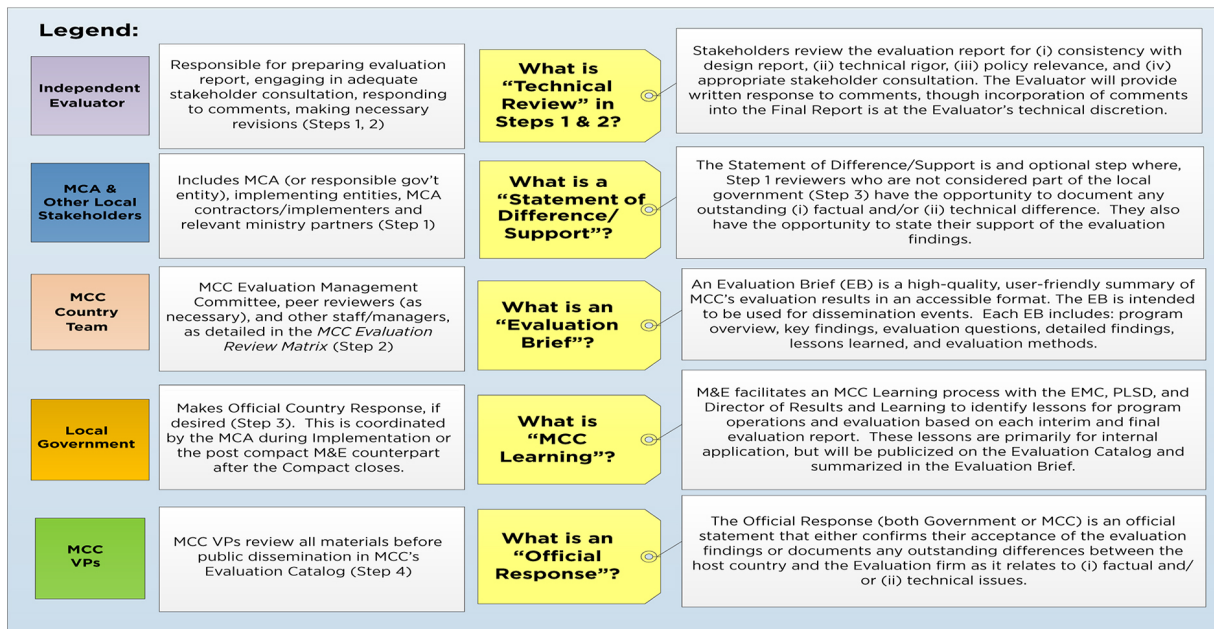 Legend:
Independent
Evaluator
Responsible for preparing evaluation
report, engaging in adequate
stakeholder consultation, responding
to comments, making necessary
revisions (Steps 1, 2)
What is
“Technical
Review” in
Steps 1 & 2?
Stakeholders review the evaluation report for (i) consistency with
design report, (ii) technical rigor, (iii) policy relevance, and (iv)
appropriate stakeholder consultation. The Evaluator will provide
written response to comments, though incorporation of comments
into the Final Report is at the Evaluator’s technical discretion.
MCA &
Other Local
Stakeholders
Includes MCA (or responsible gov’t
entity), implementing entities, MCA
contractors/implementers and
relevant ministry partners (Step 1)
What is a
“Statement of
Difference/
Support”?
The Statement of Difference/Support is and optional step where,
Step 1 reviewers who are not considered part of the local
government (Step 3) have the opportunity to document any
outstanding (i) factual and/or (ii) technical difference. They also
have the opportunity to state their support of the evaluation
findings.
MCC
Country
Team
MCC Evaluation Management
Committee, peer reviewers (as
necessary), and other staff/managers,
as detailed in the MCC Evaluation
Review Matrix (Step 2)
What is an
“Evaluation
Brief”?
An Evaluation Brief (EB) is a high-quality, user-friendly summary of
MCC’s evaluation results in an accessible format. The EB is intended
to be used for dissemination events. Each EB includes: program
overview, key findings, evaluation questions, detailed findings,
lessons learned, and evaluation methods.
Local
Government
Makes Official Country Response, if
desired (Step 3). This is coordinated
by the MCA during Implementation or
the post compact M&E counterpart
after the Compact closes.
What is
“MCC
Learning”?
M&E facilitates an MCC Learning process with the EMC, PLSD, and
Director of Results and Learning to identify lessons for program
operations and evaluation based on each interim and final
evaluation report. These lessons are primarily for internal
application, but will be publicized on the Evaluation Catalog and
summarized in the Evaluation Brief.
MCC
VPs
MCC VPs review all materials before
public dissemination in MCC’s
Evaluation Catalog (Step 4)
What is an
“Official
Response”?
The Official Response (both Government or MCC) is an official
statement that either confirms their acceptance of the evaluation
findings or documents any outstanding differences between the
host country and the Evaluation firm as it relates to (i) factual and/
or (ii) technical issues.